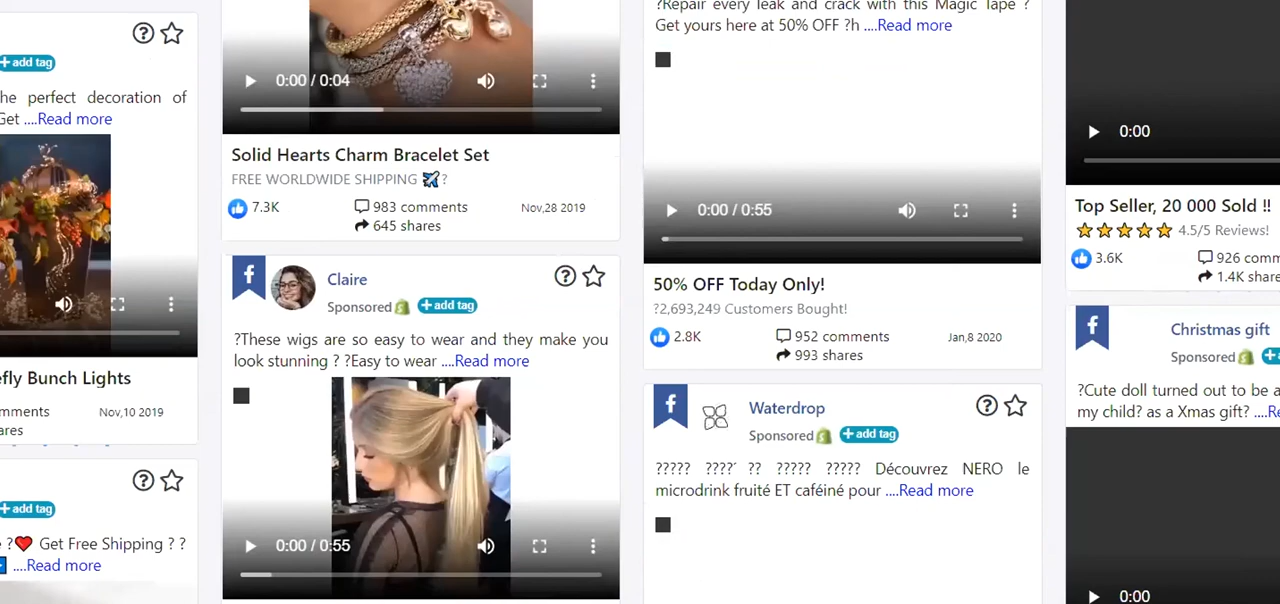 + add tag
he perfect decoration of
Get ....Read more
efly Bunch Lights
mments
Nov,10 2019
ares
+ add tag
e ?❤️ Get Free Shipping ? ?
....Read more
0:00 / 0:04
Solid Hearts Charm Bracelet Set
FREE WORLDWIDE SHIPPING ✈️?
7.3K
983 comments
Nov,28 2019
645 shares
Claire
Sponsored + add tag
?These wigs are so easy to wear and they make you
look stunning ? ?Easy to wear ....Read more
0:00 / 0:55
?Repair every leak and crack with this Magic Tape ?
Get yours here at 50% OFF ?h ....Read more
0:00 / 0:55
50% OFF Today Only!
?2,693,249 Customers Bought!
2.8K
952 comments
Jan,8 2020
993 shares
Waterdrop
Sponsored + add tag
????? ????′ ?? ????? ????? Découvrez NERO le
microdrink fruité ET caféiné pour ....Read more
0:00
Top Seller, 20 000 Sold ‼
⭐⭐⭐⭐⭐ 4.5/5 Reviews!
3.6K
926 comm
1.4K share
Christmas gift
Sponsored + a
?Cute doll turned out to be a
my child? as a Xmas gift? ....Re
0:00